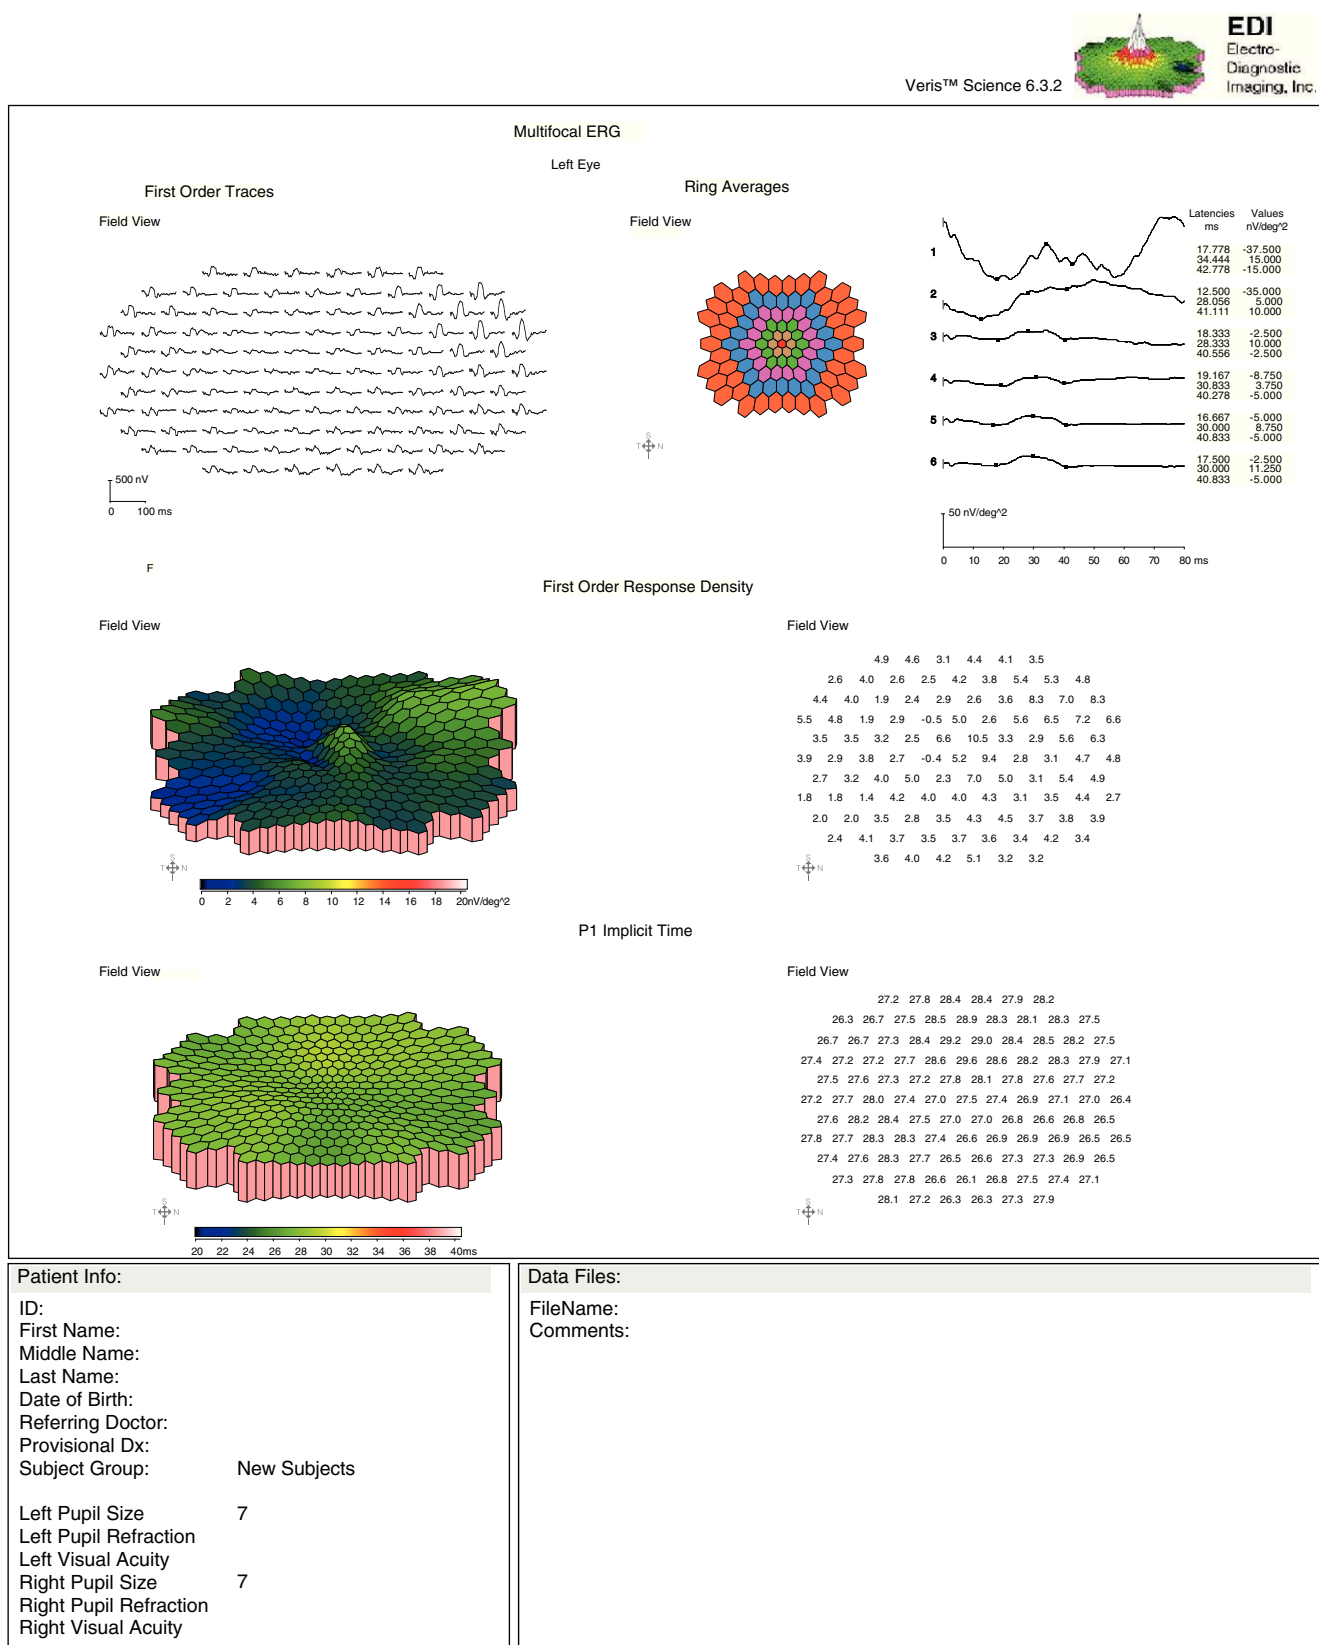 EDI
Electro-
Diagnostic
Imaging, Inc.
Veris™ Science 6.3.2
Multifocal ERG
Left Eye
First Order Traces
Ring Averages
Field View
Field View
Latencies Values
ms nV/deg^2
1
17.778 -37.500
34.444 15.000
42.778 -15.000
2
12.500 -35.000
28.056 5.000
41.111 10.000
3
18.333 -2.500
28.333 10.000
40.556 -2.500
4
19.167 -8.750
30.833 3.750
40.278 -5.000
5
16.667 -5.000
30.000 8.750
40.833 -5.000
6
17.500 -2.500
30.000 11.250
40.833 -5.000
S
T N
500 nV
0 100 ms
50 nV/deg^2
0 10 20 30 40 50 60 70 80 ms
F
First Order Response Density
Field View
Field View
4.9 4.6 3.1 4.4 4.1 3.5
2.6 4.0 2.6 2.5 4.2 3.8 5.4 5.3 4.8
4.4 4.0 1.9 2.4 2.9 2.6 3.6 8.3 7.0 8.3
5.5 4.8 1.9 2.9 -0.5 5.0 2.6 5.6 6.5 7.2 6.6
3.5 3.5 3.2 2.5 6.6 10.5 3.3 2.9 5.6 6.3
3.9 2.9 3.8 2.7 -0.4 5.2 9.4 2.8 3.1 4.7 4.8
2.7 3.2 4.0 5.0 2.3 7.0 5.0 3.1 5.4 4.9
1.8 1.8 1.4 4.2 4.0 4.0 4.3 3.1 3.5 4.4 2.7
2.0 2.0 3.5 2.8 3.5 4.3 4.5 3.7 3.8 3.9
2.4 4.1 3.7 3.5 3.7 3.6 3.4 4.2 3.4
3.6 4.0 4.2 5.1 3.2 3.2
S
T N
S
T N
0 2 4 6 8 10 12 14 16 18 20nV/deg^2
P1 Implicit Time
Field View
Field View
27.2 27.8 28.4 28.4 27.9 28.2
26.3 26.7 27.5 28.5 28.9 28.3 28.1 28.3 27.5
26.7 26.7 27.3 28.4 29.2 29.0 28.4 28.5 28.2 27.5
27.4 27.2 27.2 27.7 28.6 29.6 28.6 28.2 28.3 27.9 27.1
27.5 27.6 27.3 27.2 27.8 28.1 27.8 27.6 27.7 27.2
27.2 27.7 28.0 27.4 27.0 27.5 27.4 26.9 27.1 27.0 26.4
27.6 28.2 28.4 27.5 27.0 27.0 26.8 26.6 26.8 26.5
27.8 27.7 28.3 28.3 27.4 26.6 26.9 26.9 26.9 26.5 26.5
27.4 27.6 28.3 27.7 26.5 26.6 27.3 27.3 26.9 26.5
27.3 27.8 27.8 26.6 26.1 26.8 27.5 27.4 27.1
28.1 27.2 26.3 26.3 27.3 27.9
S
T N
S
T N
20 22 24 26 28 30 32 34 36 38 40ms
Patient Info:
ID:
First Name:
Middle Name:
Last Name:
Date of Birth:
Referring Doctor:
Provisional Dx:
Subject Group: New Subjects
Left Pupil Size 7
Left Pupil Refraction
Left Visual Acuity
Right Pupil Size 7
Right Pupil Refraction
Right Visual Acuity
Data Files:
FileName:
Comments: